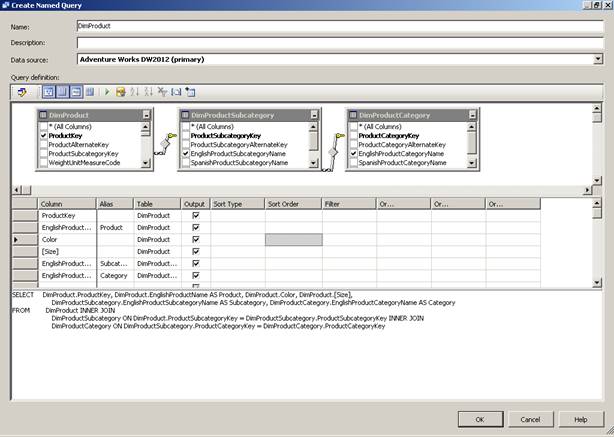 Create Named Query
Name: DimProduct
Description:
Data source: Adventure Works DW2012 (primary)
Query definition:
DimProduct
* (All Columns)
ProductKey
ProductAlternateKey
ProductSubcategoryKey
WeightUnitMeasureCode
DimProductSubcategory
* (All Columns)
ProductSubcategoryKey
ProductSubcategoryAlternateKey
EnglishProductSubcategoryName
SpanishProductSubcategoryName
DimProductCategory
* (All Columns)
ProductCategoryKey
ProductCategoryAlternateKey
EnglishProductCategoryName
SpanishProductCategoryName
Column Alias Table Output Sort Type Sort Order Filter Or... Or... Or...
ProductKey DimProduct
EnglishProduct... Product DimProduct
Color DimProduct
[Size] DimProduct
EnglishProduct... Subcat... DimProduct...
EnglishProduct... Category DimProduct...
SELECT DimProduct.ProductKey, DimProduct.EnglishProductName AS Product, DimProduct.Color, DimProduct.[Size],
DimProductSubcategory.EnglishProductSubcategoryName AS Subcategory, DimProductCategory.EnglishProductCategoryName AS Category
FROM DimProduct INNER JOIN
DimProductSubcategory ON DimProduct.ProductSubcategoryKey = DimProductSubcategory.ProductSubcategoryKey INNER JOIN
DimProductCategory ON DimProductSubcategory.ProductCategoryKey = DimProductCategory.ProductCategoryKey
OK Cancel Help